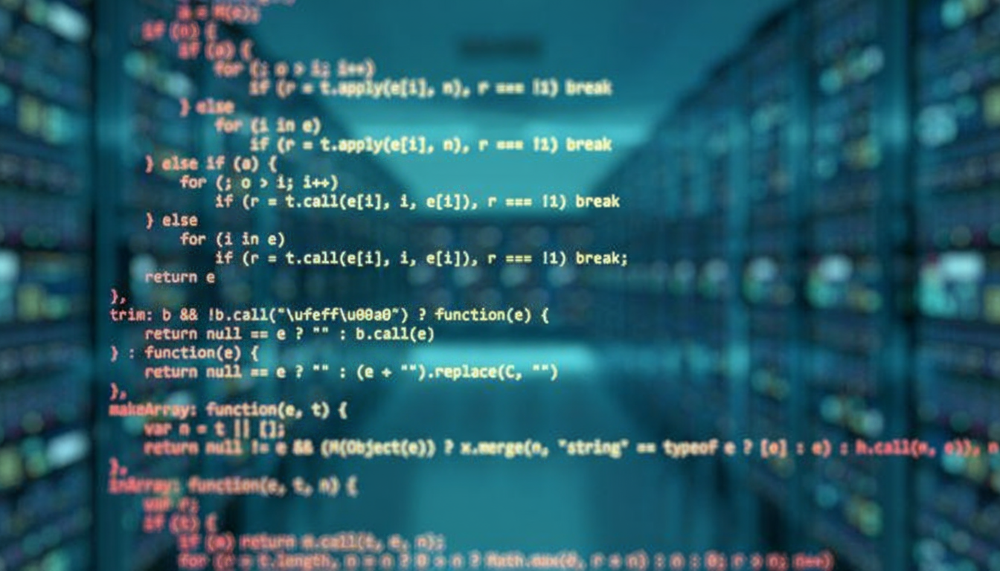 a = M(e);
if (n) {
if (a) {
for (; o > i; i++)
if (r = t.apply(e[i], n), r === !1) break
} else
for (i in e)
if (r = t.apply(e[i], n), r === !1) break
} else if (a) {
for (; o > i; i++)
if (r = t.call(e[i], i, e[i]), r === !1) break
} else
for (i in e)
if (r = t.call(e[i], i, e[i]), r === !1) break;
return e
},
trim: b && !b.call("\ufeff\u00a0") ? function(e) {
return null == e ? "" : b.call(e)
} : function(e) {
return null == e ? "" : (e + "").replace(C, "")
},
makeArray: function(e, t) {
var n = t || [];
return null != e && (M(Object(e)) ? x.merge(n, "string" == typeof e ? [e] : e) : h.call(n, e)), n
},
inArray: function(e, t, n) {
var r;
if (t) {
if (m) return m.call(t, e, n);
for (r = t.length, n = n ? 0 > n ? Math.max(0, r + n) : n : 0; r > n; n++)